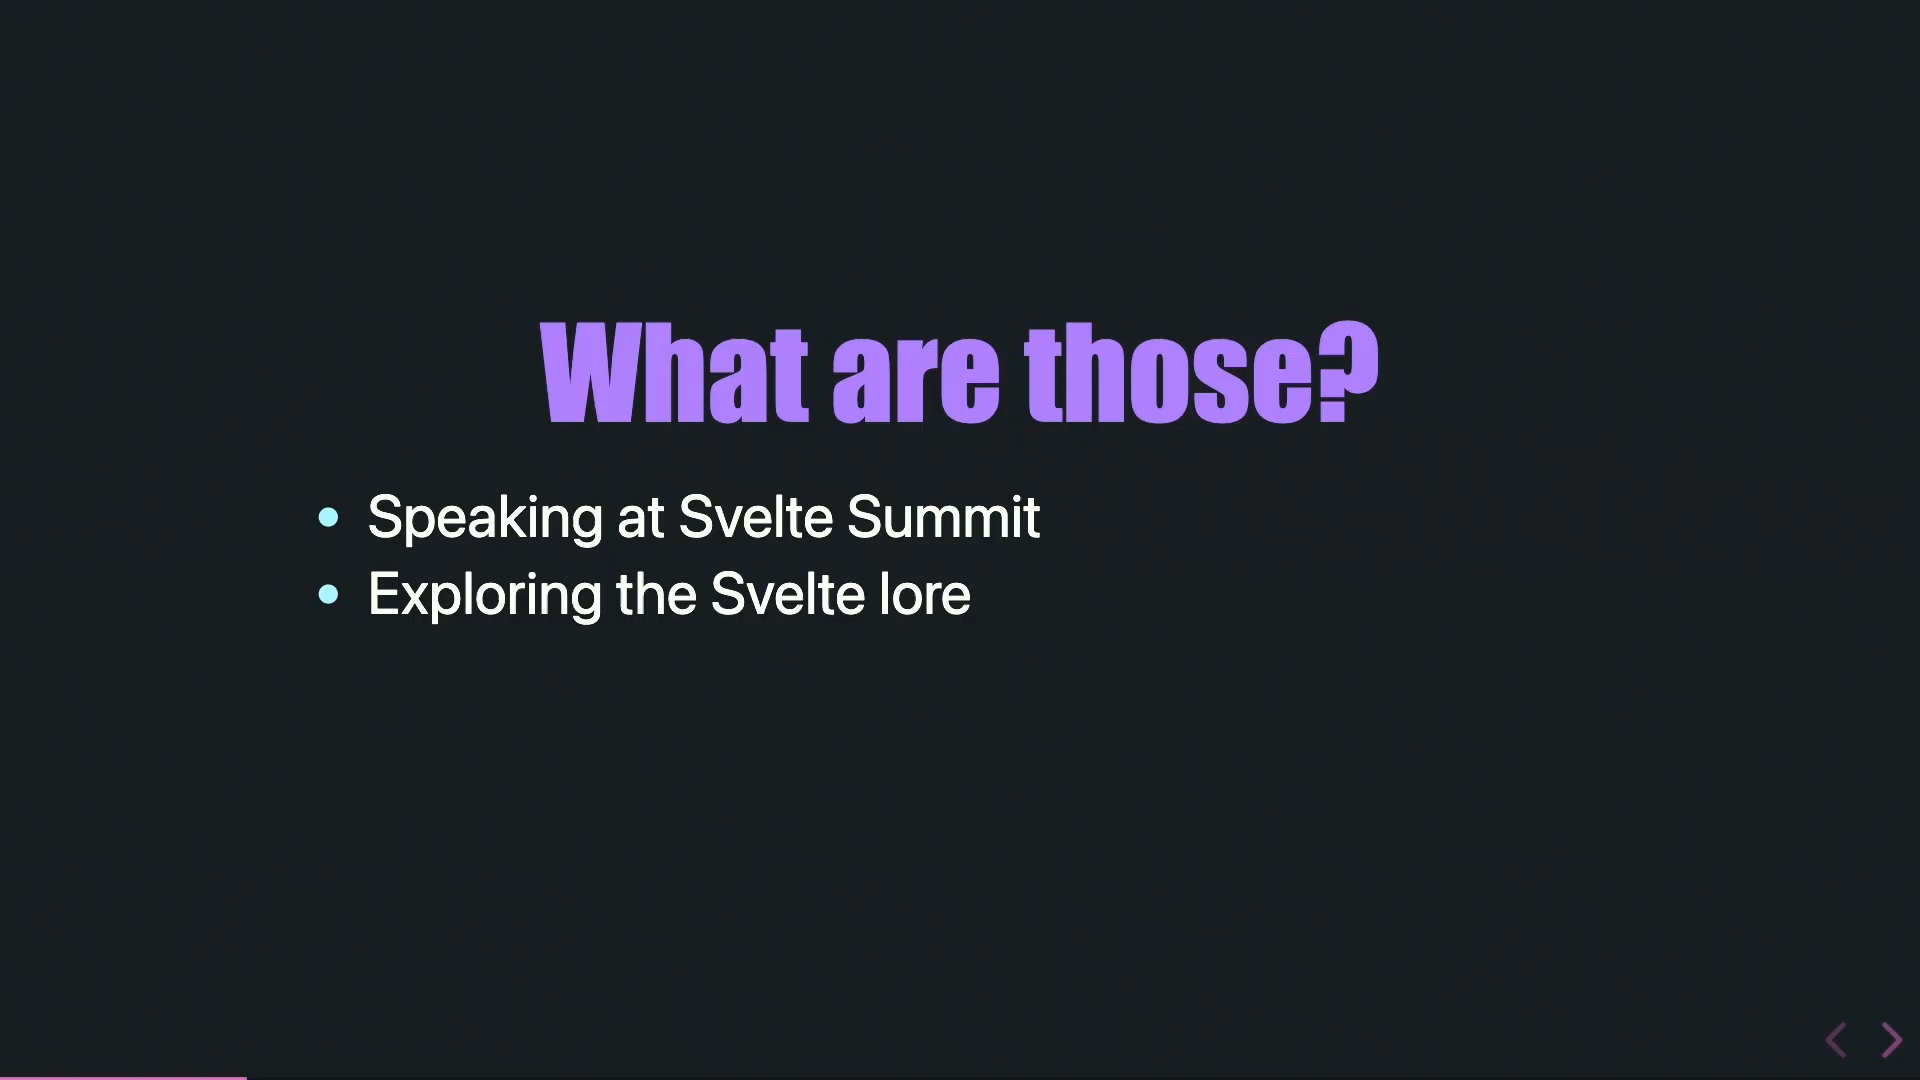 What are those?
Speaking at Svelte Summit
Exploring the Svelte lore